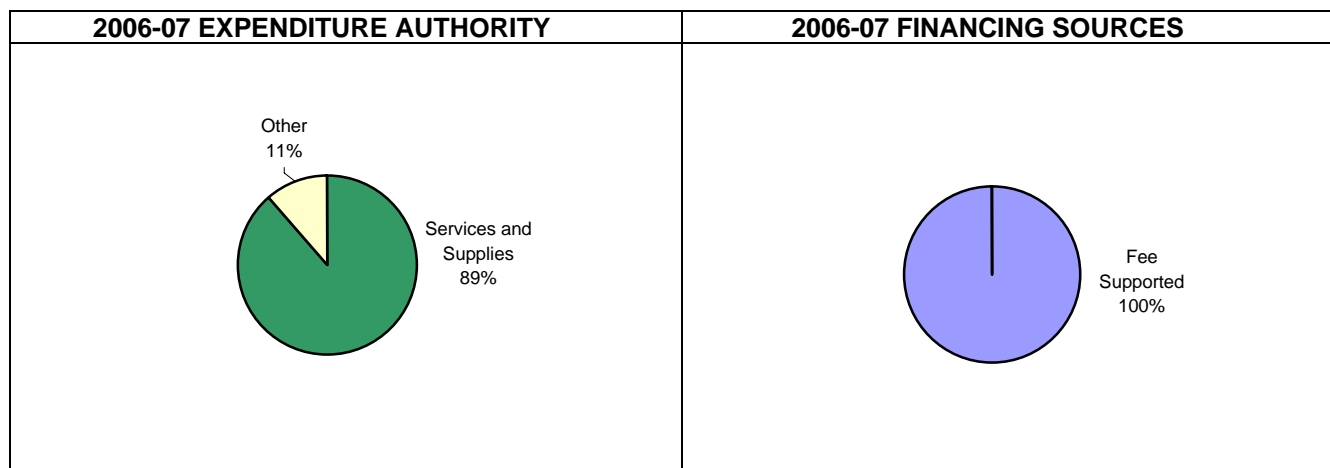 2006-07 EXPENDITURE AUTHORITY
Other
11%
Services and
Supplies
89%
2006-07 FINANCING SOURCES
Fee
Supported
100%